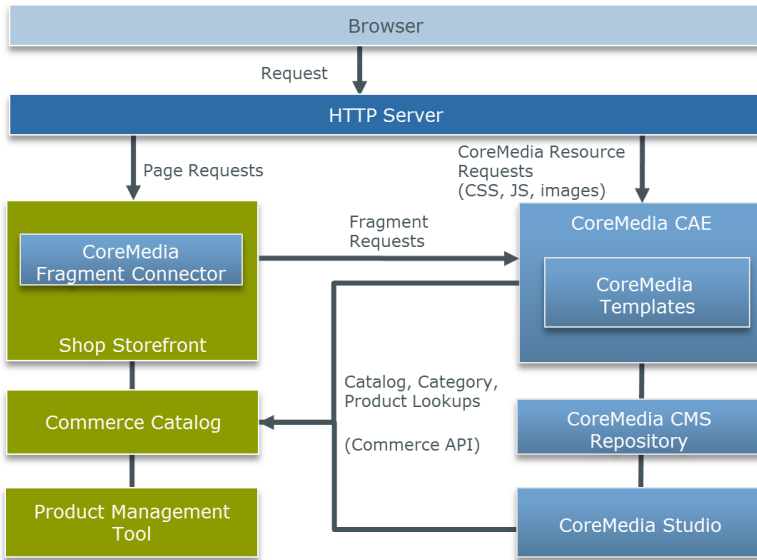 Browser
Request
HTTP Server
Page Requests
CoreMedia Resource
Requests
(CSS, JS, images)
CoreMedia
Fragment Connector
Shop Storefront
Fragment
Requests
CoreMedia CAE
CoreMedia
Templates
Catalog, Category,
Product Lookups
(Commerce API)
Commerce Catalog
CoreMedia CMS
Repository
Product Management
Tool
CoreMedia Studio